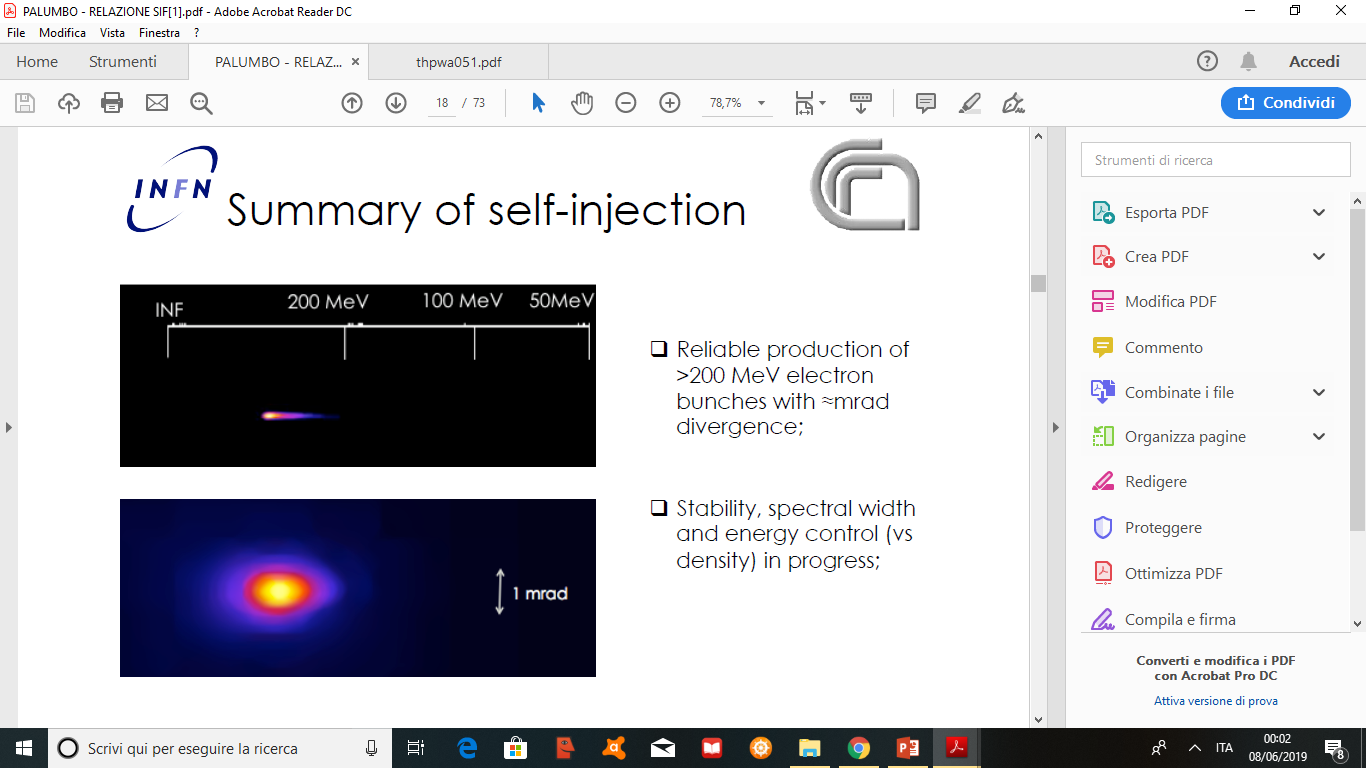 PALUMBO - RELAZIONE SIF[1].pdf - Adobe Acrobat Reader DC
File Modifica Vista Finestra ?
Home Strumenti PALUMBO - RELAZ... × thpwa051.pdf Accedi
18 / 73 78,7% Condividi
INFN
Summary of self-injection
INF 200 MeV 100 MeV 50MeV
❑ Reliable production of
>200 MeV electron
bunches with ≈mrad
divergence;
1 mrad
❑ Stability, spectral width
and energy control (vs
density) in progress;
Strumenti di ricerca
Esporta PDF
Crea PDF
Modifica PDF
Commento
Combinate i file
Organizza pagine
Redigere
Proteggere
Ottimizza PDF
Compila e firma
Converti e modifica i PDF
con Acrobat Pro DC
Attiva versione di prova
Scrivi qui per eseguire la ricerca
ITA
00:02
08/06/2019
8